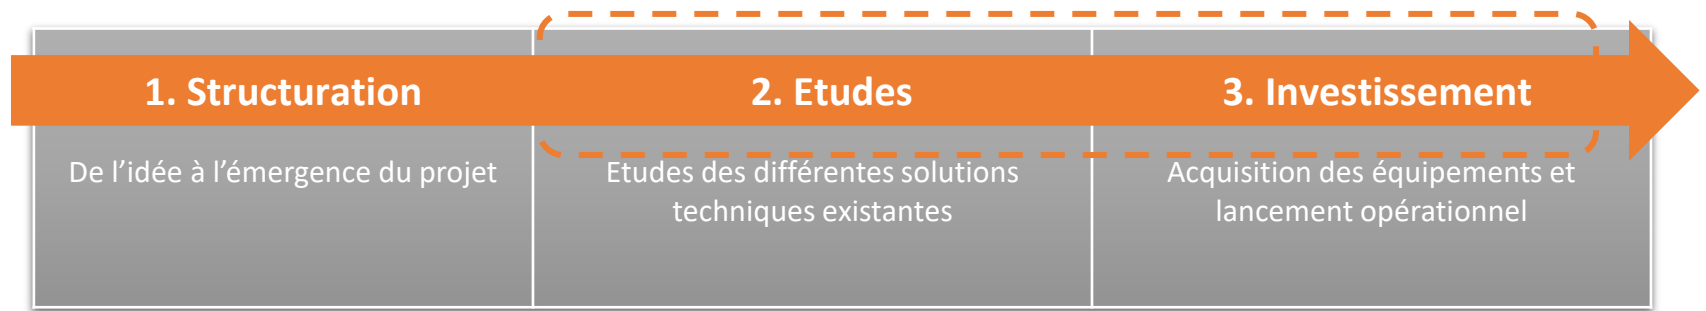 1. Structuration
2. Etudes
3. Investissement
De l’idée à l’émergence du projet
Etudes des différentes solutions
techniques existantes
Acquisition des équipements et
lancement opérationnel